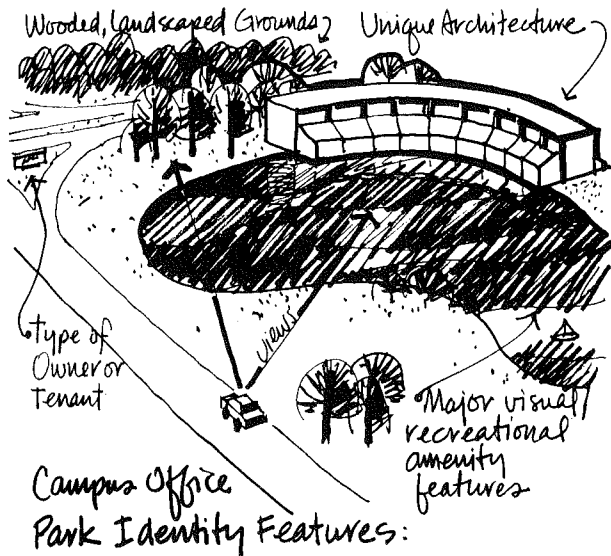 Wooded, Landscaped Grounds
Unique Architecture
type of
Owner or
Tenant
views
Major visual
recreational
amenity
features
Campus Office
Park Identity Features: